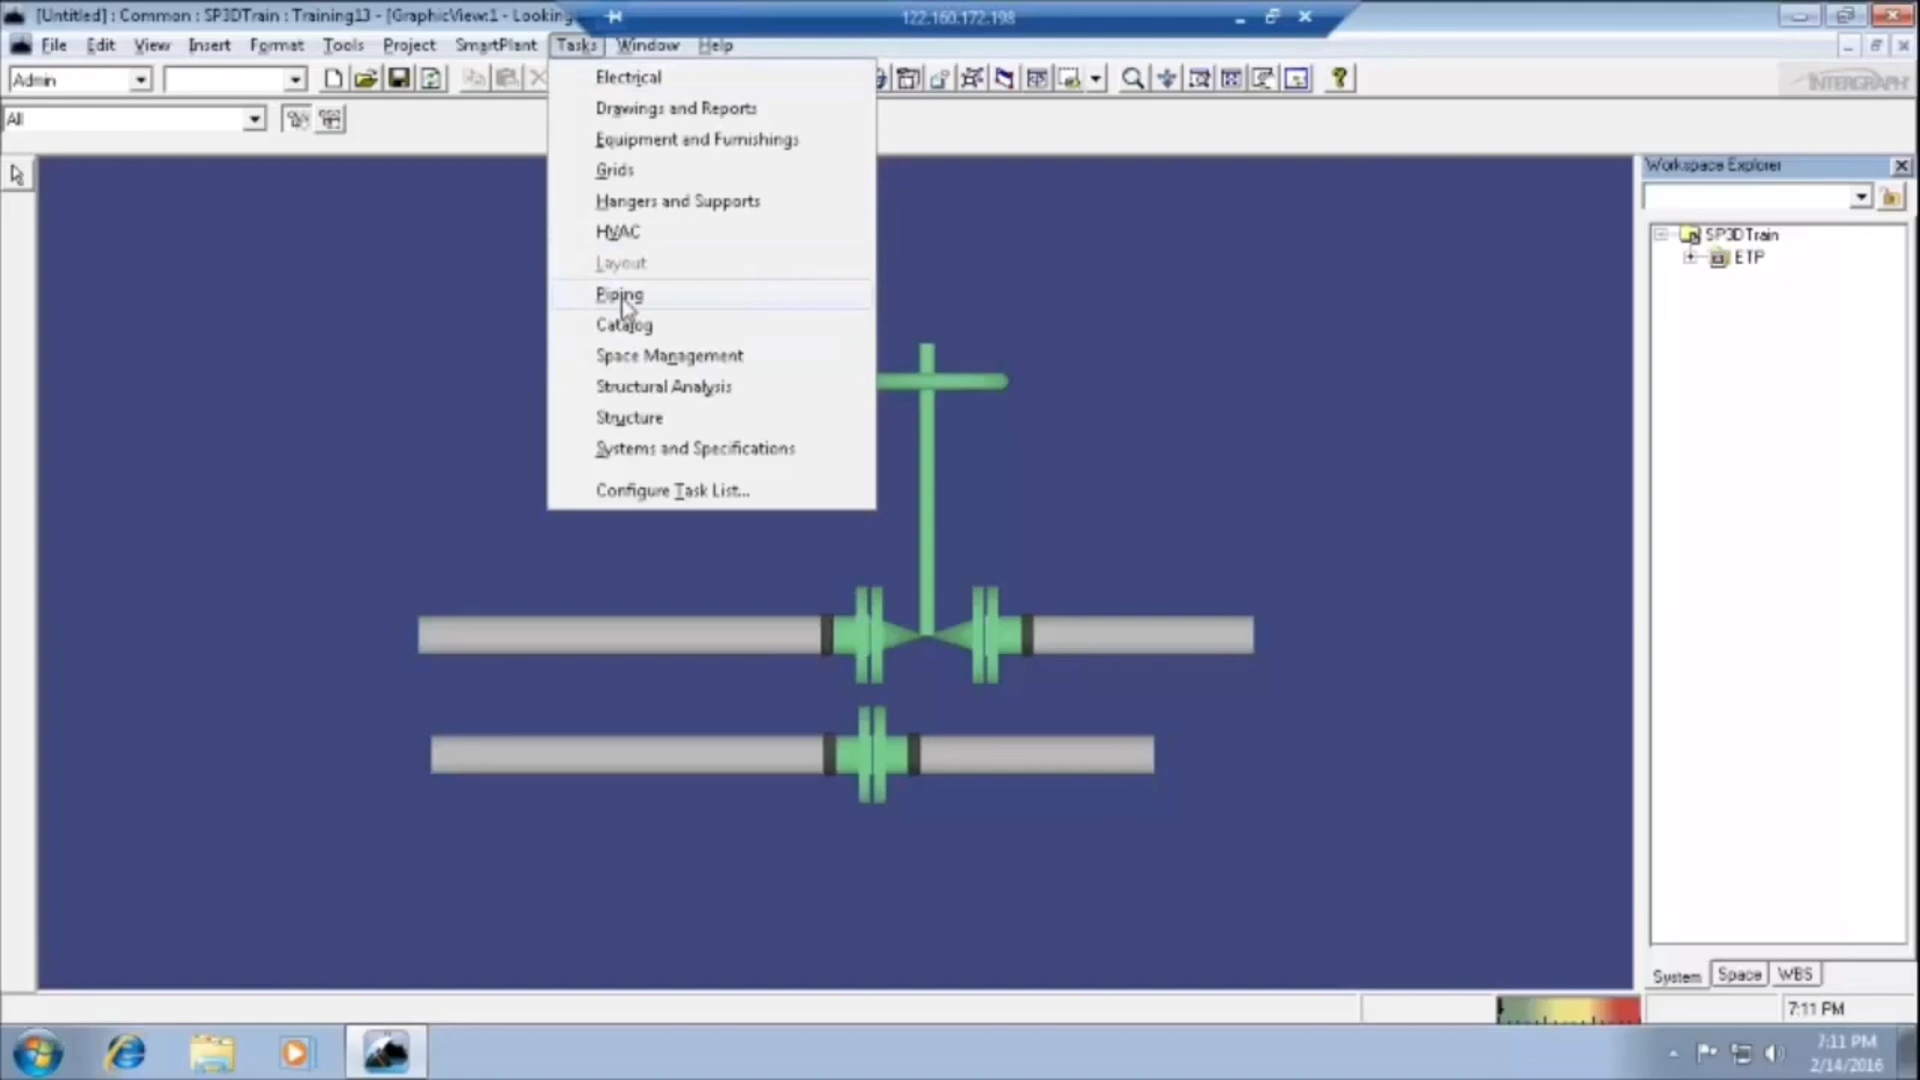 [Untitled] : Common : SP3DTrain : Training13 - [GraphicView:1 - Looking
122.160.172.198
File Edit View Insert Format Tools Project SmartPlant Tasks Window Help
Admin
INTERGRAPH
All
Electrical
Drawings and Reports
Equipment and Furnishings
Grids
Hangers and Supports
HVAC
Layout
Piping
Catalog
Space Management
Structural Analysis
Structure
Systems and Specifications
Configure Task List...
Workspace Explorer
SP3DTrain
ETP
System Space WBS
7:11 PM
7:11 PM
2/14/2016